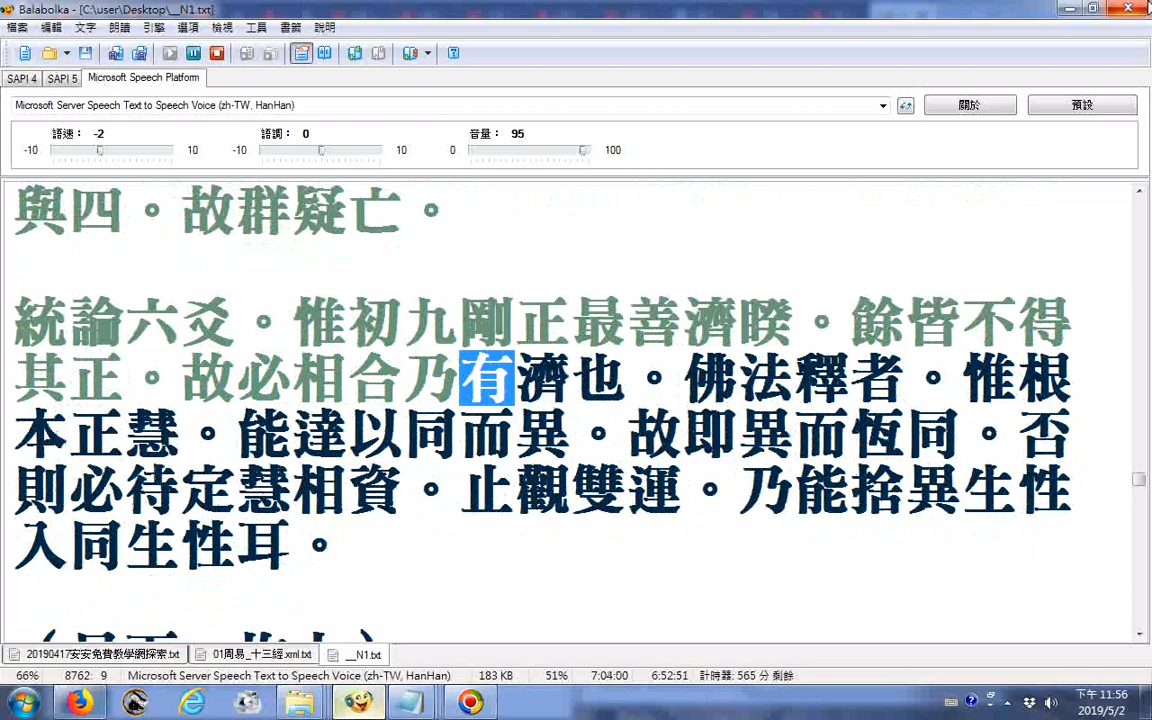 Balabolka - [C:\user\Desktop\__N1.txt]
檔案 編輯 文字 朗讀 引擎 選項 檢視 工具 書籤 說明
SAPI 4 SAPI 5 Microsoft Speech Platform
Microsoft Server Speech Text to Speech Voice (zh-TW, HanHan) 關於 預設
語速： -2 語調： 0 音量： 95
-10 10 -10 10 0 100
與四。故群疑亡。
統論六爻。惟初九剛正最善濟睽。餘皆不得
其正。故必相合乃有濟也。佛法釋者。惟根
本正慧。能達以同而異。故即異而恆同。否
則必待定慧相資。止觀雙運。乃能捨異生性
入同生性耳。
20190417安安免費教學網探索.txt 01周易_十三經.xml.txt __N1.txt
66% 8762: 9 Microsoft Server Speech Text to Speech Voice (zh-TW, HanHan) 183 KB 51% 7:04:00 6:52:51 計時器: 565 分 剩餘
下午 11:56
2019/5/2